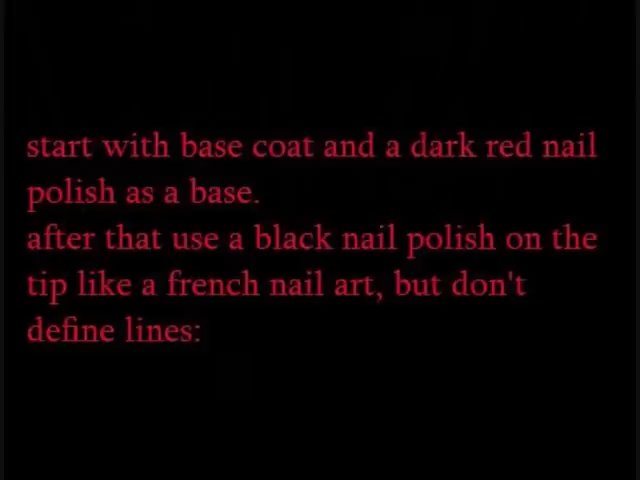 start with base coat and a dark red nail
polish as a base.
after that use a black nail polish on the
tip like a french nail art, but don't
define lines: